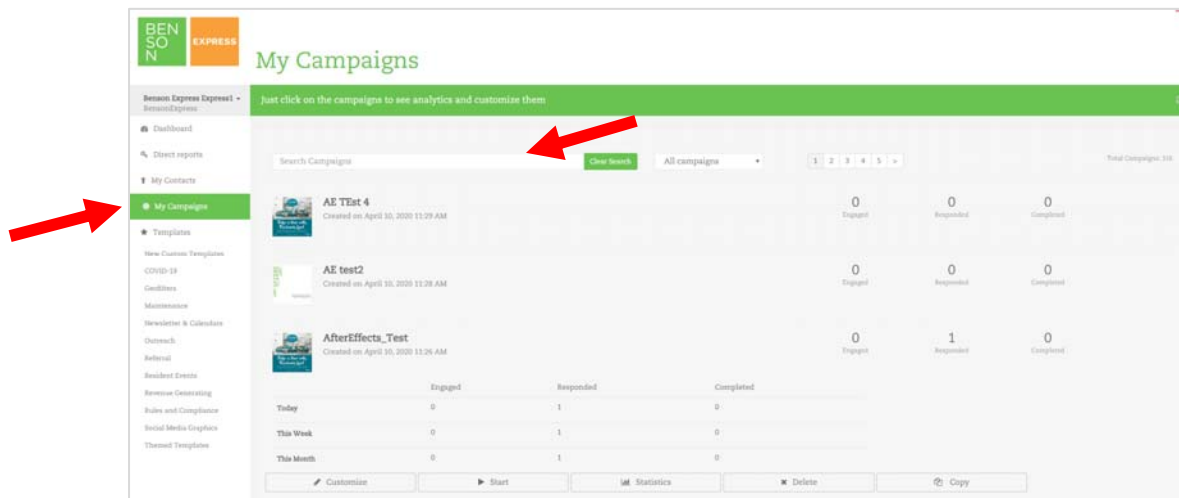 BEN
SO
N
EXPRESS
My Campaigns
Benson Express Express1
BensonExpress
Just click on the campaigns to see analytics and customize them
Dashboard
Direct reports
My Contacts
My Campaigns
Templates
New Custom Templates
COVID-19
Geofilters
Maintenance
Newsletter & Calendars
Outreach
Referral
Resident Events
Revenue Generating
Rules and Compliance
Social Media Graphics
Themed Templates
Search Campaigns
Clear Search
All campaigns
1 2 3 4 5 »
Total Campaigns:
AE TEst 4
Created on April 10, 2020 11:29 AM
0 0 0
Engaged Responded Completed
AE test2
Created on April 10, 2020 11:28 AM
0 0 0
Engaged Responded Completed
AfterEffects_Test
Created on April 10, 2020 11:26 AM
0 1 0
Engaged Responded Completed
Engaged Responded Completed
Today 0 1 0
This Week 0 1 0
This Month 0 1 0
Customize Start Statistics Delete Copy